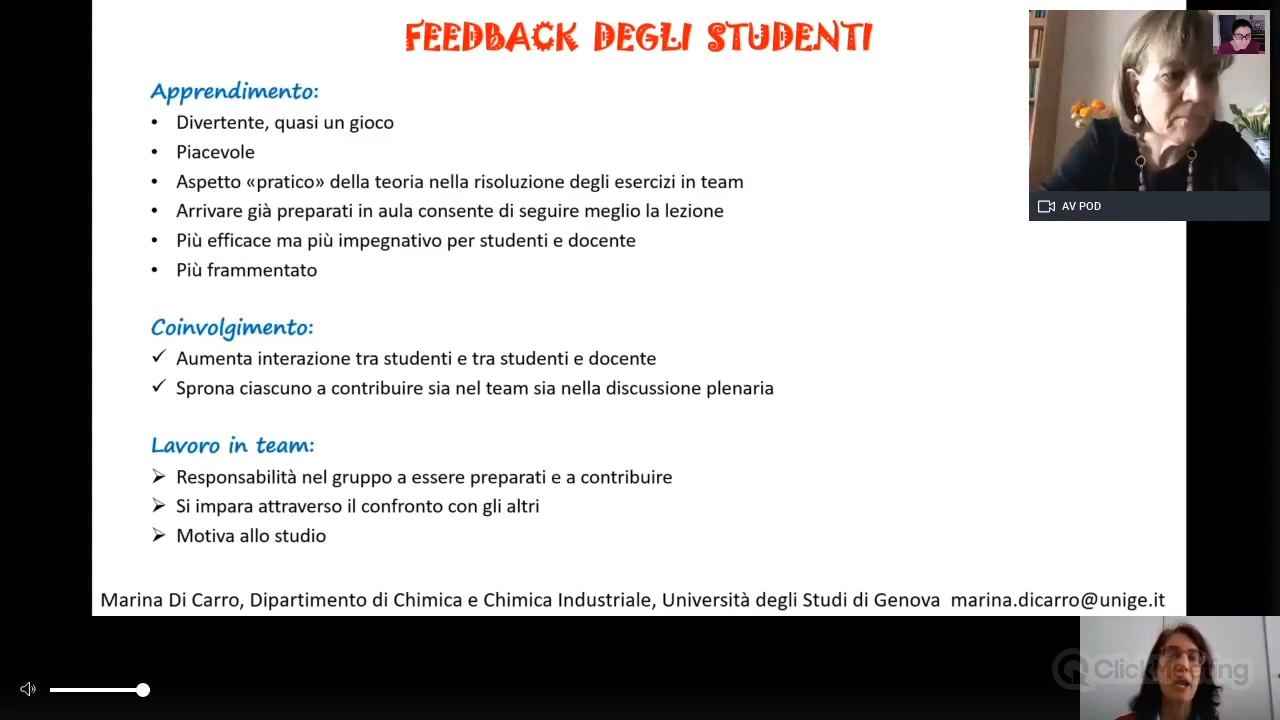 FEEDBACK DEGLI STUDENTI
Apprendimento:
• Divertente, quasi un gioco
• Piacevole
• Aspetto «pratico» della teoria nella risoluzione degli esercizi in team
• Arrivare già preparati in aula consente di seguire meglio la lezione
• Più efficace ma più impegnativo per studenti e docente
• Più frammentato
Coinvolgimento:
✓ Aumenta interazione tra studenti e tra studenti e docente
✓ Sprona ciascuno a contribuire sia nel team sia nella discussione plenaria
Lavoro in team:
➢ Responsabilità nel gruppo a essere preparati e a contribuire
➢ Si impara attraverso il confronto con gli altri
➢ Motiva allo studio
Marina Di Carro, Dipartimento di Chimica e Chimica Industriale, Università degli Studi di Genova marina.dicarro@unige.it
AV POD
ClickMeeting